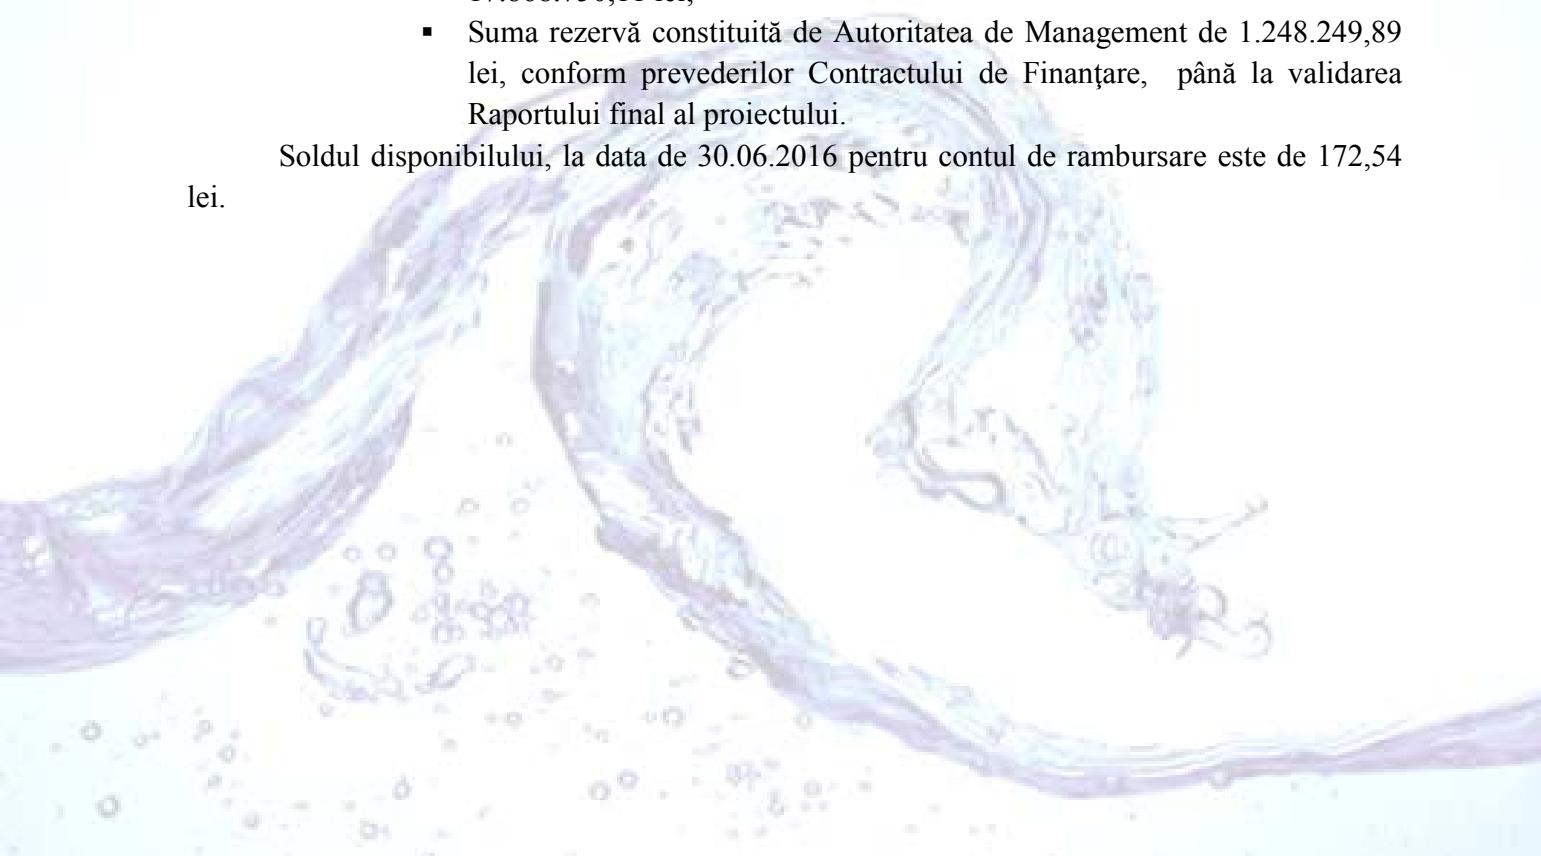 ▪ Suma rezervă constituită de Autoritatea de Management de 1.248.249,89
lei, conform prevederilor Contractului de Finanţare, până la validarea
Raportului final al proiectului.
Soldul disponibilului, la data de 30.06.2016 pentru contul de rambursare este de 172,54
lei.